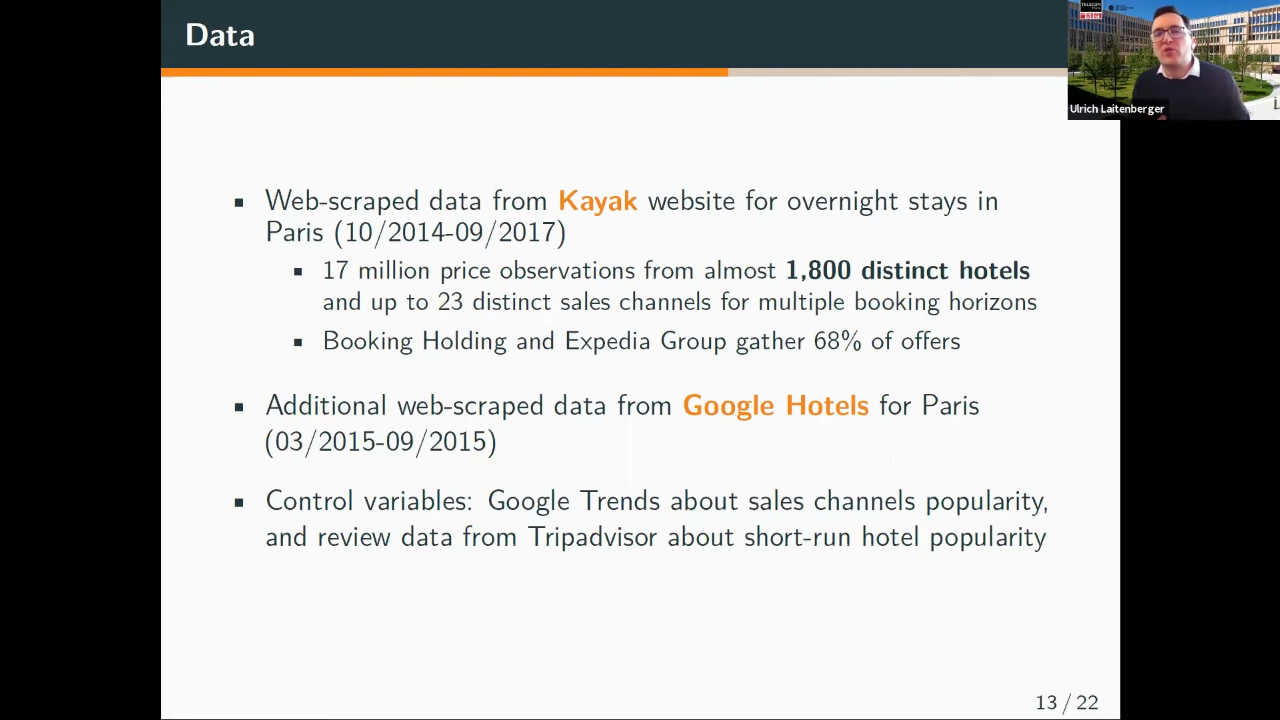 Data
Ulrich Laitenberger
Web-scraped data from Kayak website for overnight stays in
Paris (10/2014-09/2017)
17 million price observations from almost 1,800 distinct hotels
and up to 23 distinct sales channels for multiple booking horizons
Booking Holding and Expedia Group gather 68% of offers
Additional web-scraped data from Google Hotels for Paris
(03/2015-09/2015)
Control variables: Google Trends about sales channels popularity,
and review data from Tripadvisor about short-run hotel popularity
13 / 22